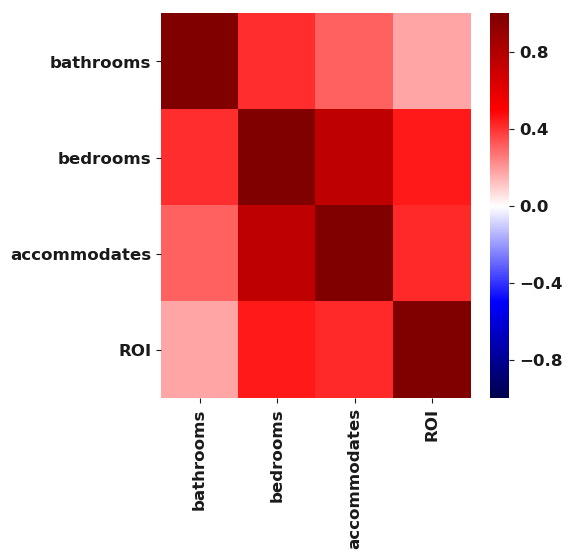 bathrooms
bedrooms
accommodates
ROI
bathrooms
bedrooms
accommodates
ROI
0.8
0.4
0.0
−0.4
−0.8